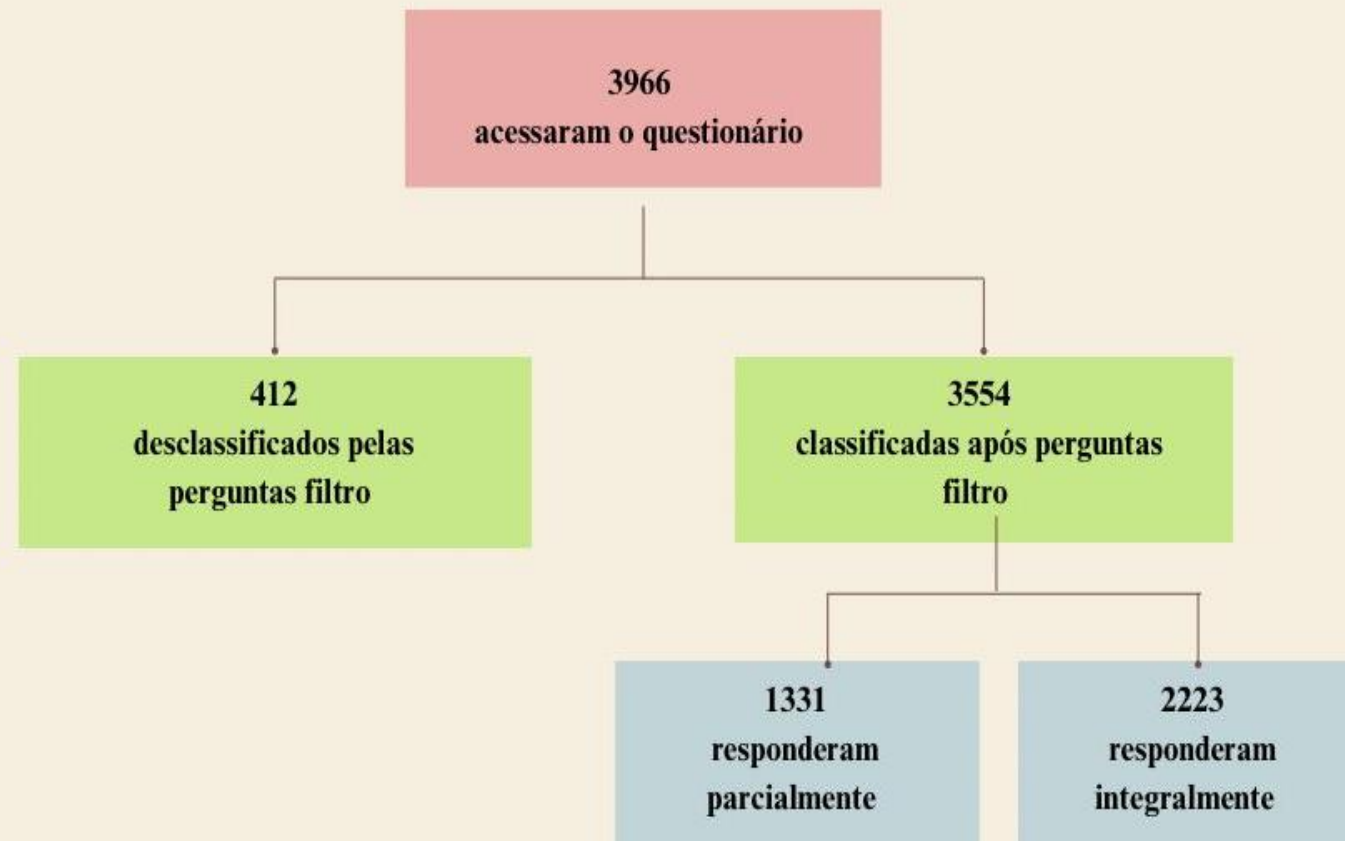 3966
acessaram o questionário
412
desclassificados pelas
perguntas filtro
3554
classificadas após perguntas
filtro
1331
responderam
parcialmente
2223
responderam
integralmente